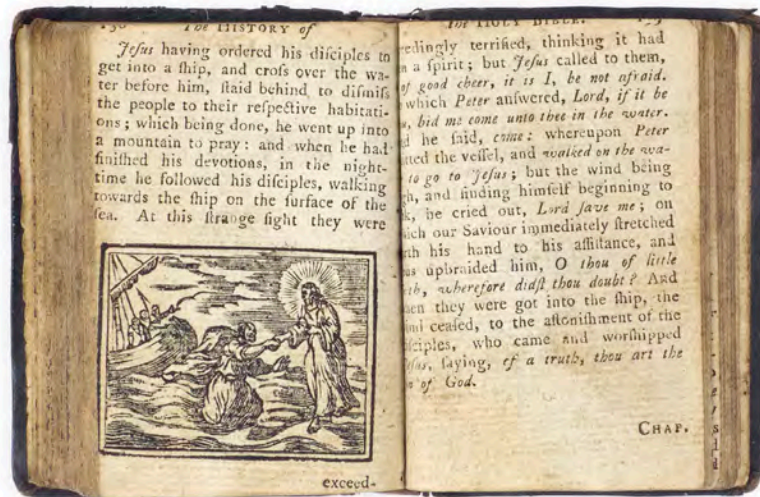 The HISTORY of
Jeſus having ordered his diſciples to
get into a ſhip, and croſs over the wa-
ter before him, ſtaid behind to diſmiſs
the people to their reſpective habitati-
ons; which being done, he went up into
a mountain to pray: and when he had
finiſhed his devotions, in the night-
time he followed his diſciples, walking
towards the ſhip on the ſurface of the
ſea. At this ſtrange ſight they were
exceed-
the HOLY BIBLE.
edingly terrified, thinking it had
a ſpirit; but Jeſus called to them,
of good cheer, it is I, be not afraid.
which Peter anſwered, Lord, if it be
bid me come unto thee in the water.
he ſaid, come: whereupon Peter
the veſſel, and walked on the wa-
to go to Jeſus; but the wind being
and finding himſelf beginning to
he cried out, Lord ſave me; on
our Saviour immediately ſtretched
his hand to his aſſiſtance, and
upbraided him, O thou of little
wherefore didſt thou doubt? And
they were got into the ſhip, the
ceaſed, to the aſtoniſhment of the
who came and worſhipped
ſaying, of a truth, thou art the
of God.
CHAP.